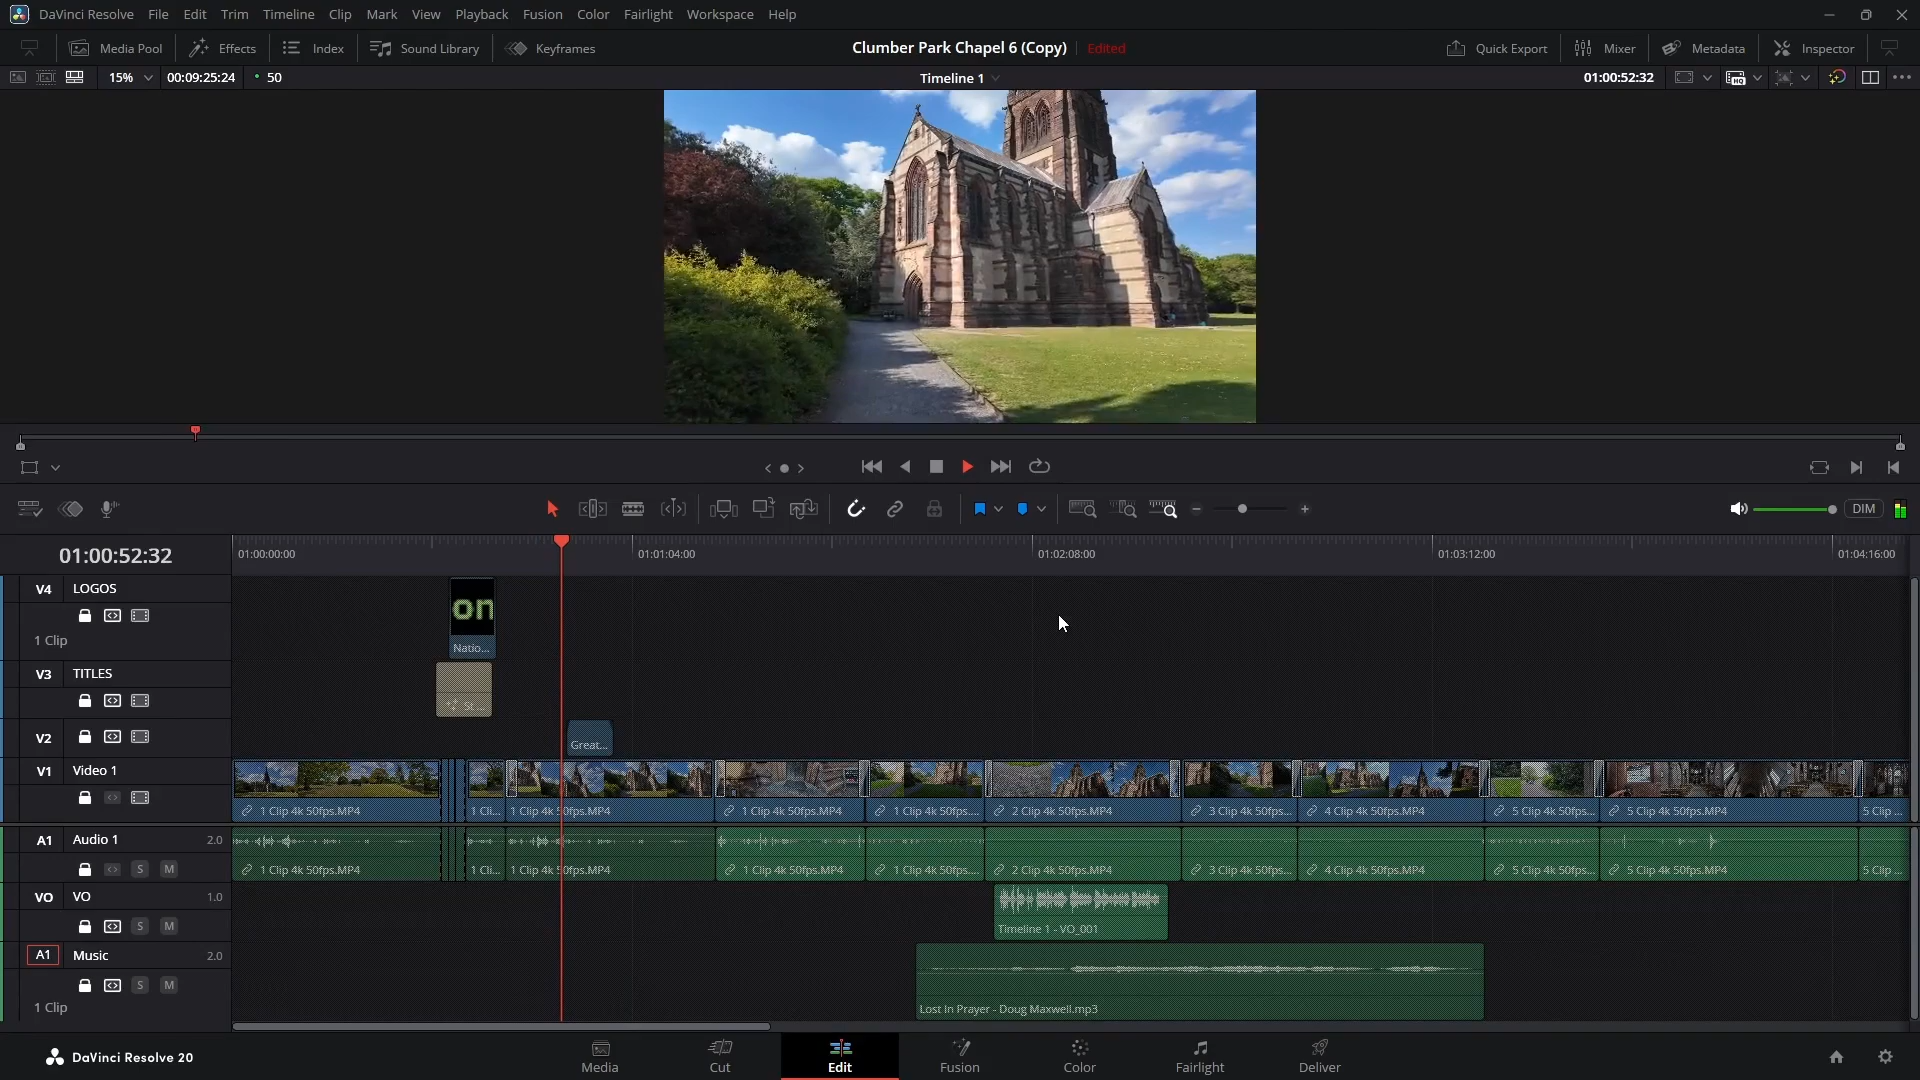 DaVinci Resolve File Edit Trim Timeline Clip Mark View Playback Fusion Color Fairlight Workspace Help
Media Pool Effects Index Sound Library Keyframes Clumber Park Chapel 6 (Copy) Edited Quick Export Mixer Metadata Inspector
15% 00:09:25:24 50 Timeline 1 01:00:52:32 HQ
DIM
01:00:52:32 01:00:00:00 01:01:04:00 01:02:08:00 01:03:12:00 01:04:16:00
V4 LOGOS
on
1 Clip Natio...
V3 TITLES
V2
Great...
V1 Video 1
1 Clip 4k 50fps.MP4 1 Cli... 1 Clip 4k 50fps.MP4 1 Clip 4k 50fps.MP4 1 Clip 4k 50fps.... 2 Clip 4k 50fps.MP4 3 Clip 4k 50fps... 4 Clip 4k 50fps.MP4 5 Clip 4k 50fps... 5 Clip 4k 50fps.MP4 5 Clip ...
A1 Audio 1 2.0
S M 1 Clip 4k 50fps.MP4 1 Cli... 1 Clip 4k 50fps.MP4 1 Clip 4k 50fps.MP4 1 Clip 4k 50fps.... 2 Clip 4k 50fps.MP4 3 Clip 4k 50fps... 4 Clip 4k 50fps.MP4 5 Clip 4k 50fps... 5 Clip 4k 50fps.MP4 5 Clip ...
VO VO 1.0
S M Timeline 1 - VO_001
A1 Music 2.0
S M
1 Clip Lost In Prayer - Doug Maxwell.mp3
DaVinci Resolve 20 Media Cut Edit Fusion Color Fairlight Deliver